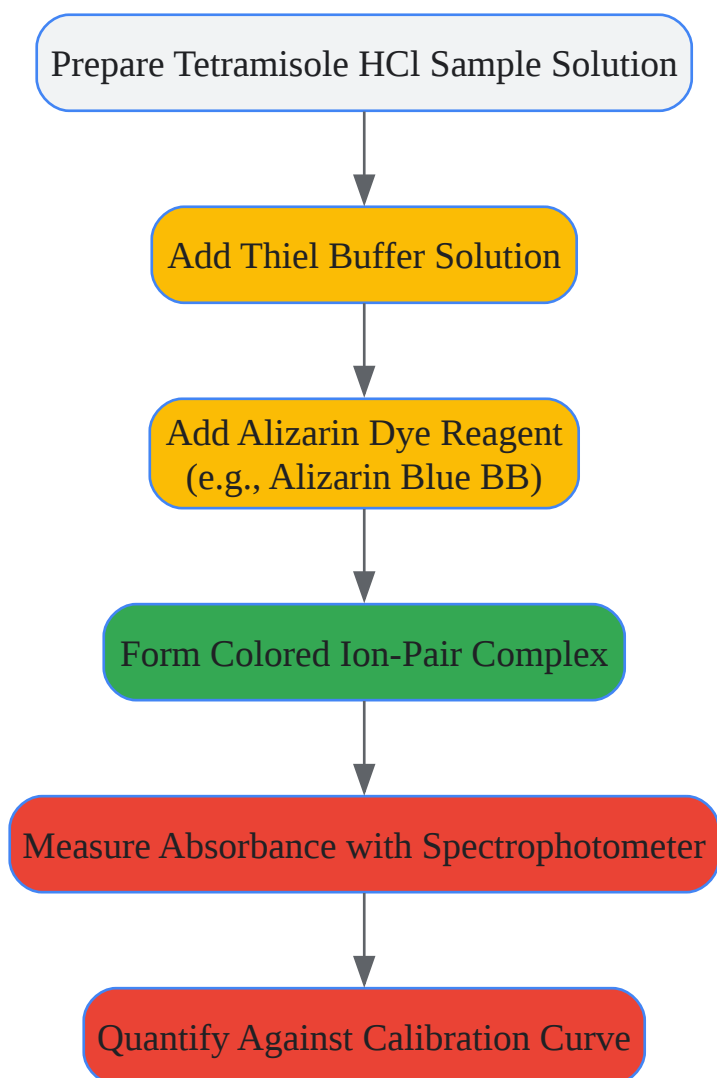 Prepare Tetramisole HCl Sample Solution
Add Thiel Buffer Solution
Add Alizarin Dye Reagent
(e.g., Alizarin Blue BB)
Form Colored Ion-Pair Complex
Measure Absorbance with Spectrophotometer
Quantify Against Calibration Curve